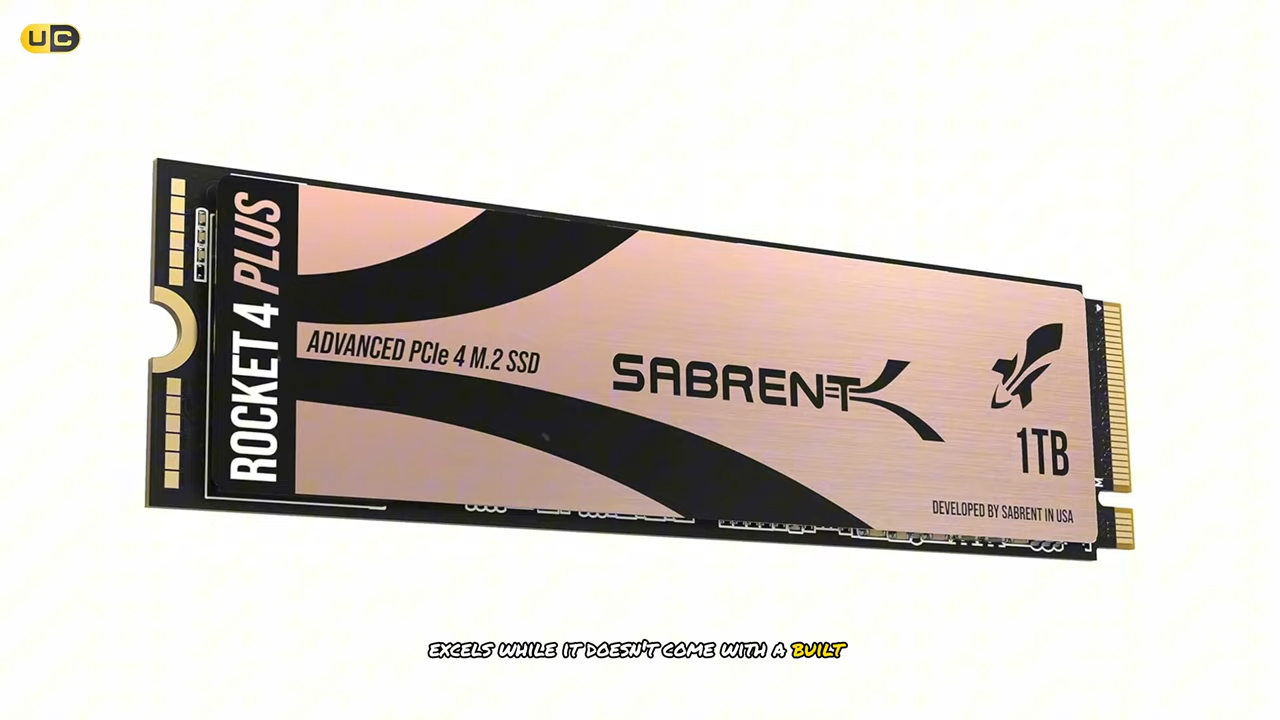 UC
ROCKET 4 PLUS
ADVANCED PCIe 4 M.2 SSD
SABRENT
1TB
DEVELOPED BY SABRENT IN USA
M
EXCELS WHILE IT DOESN'T COME WITH A BUILT